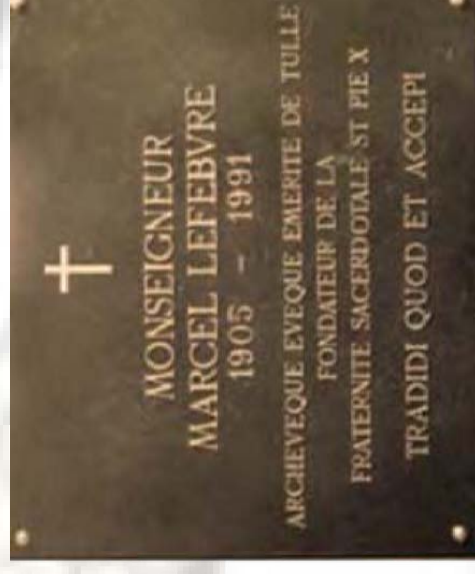 MONSEIGNEUR
MARCEL LEFEBVRE
1905 - 1991
ARCHEVEQUE EVEQUE EMERITE DE TULLE
FONDATEUR DE LA
FRATERNITE SACERDOTALE ST PIE X
TRADIDI QUOD ET ACCEPI